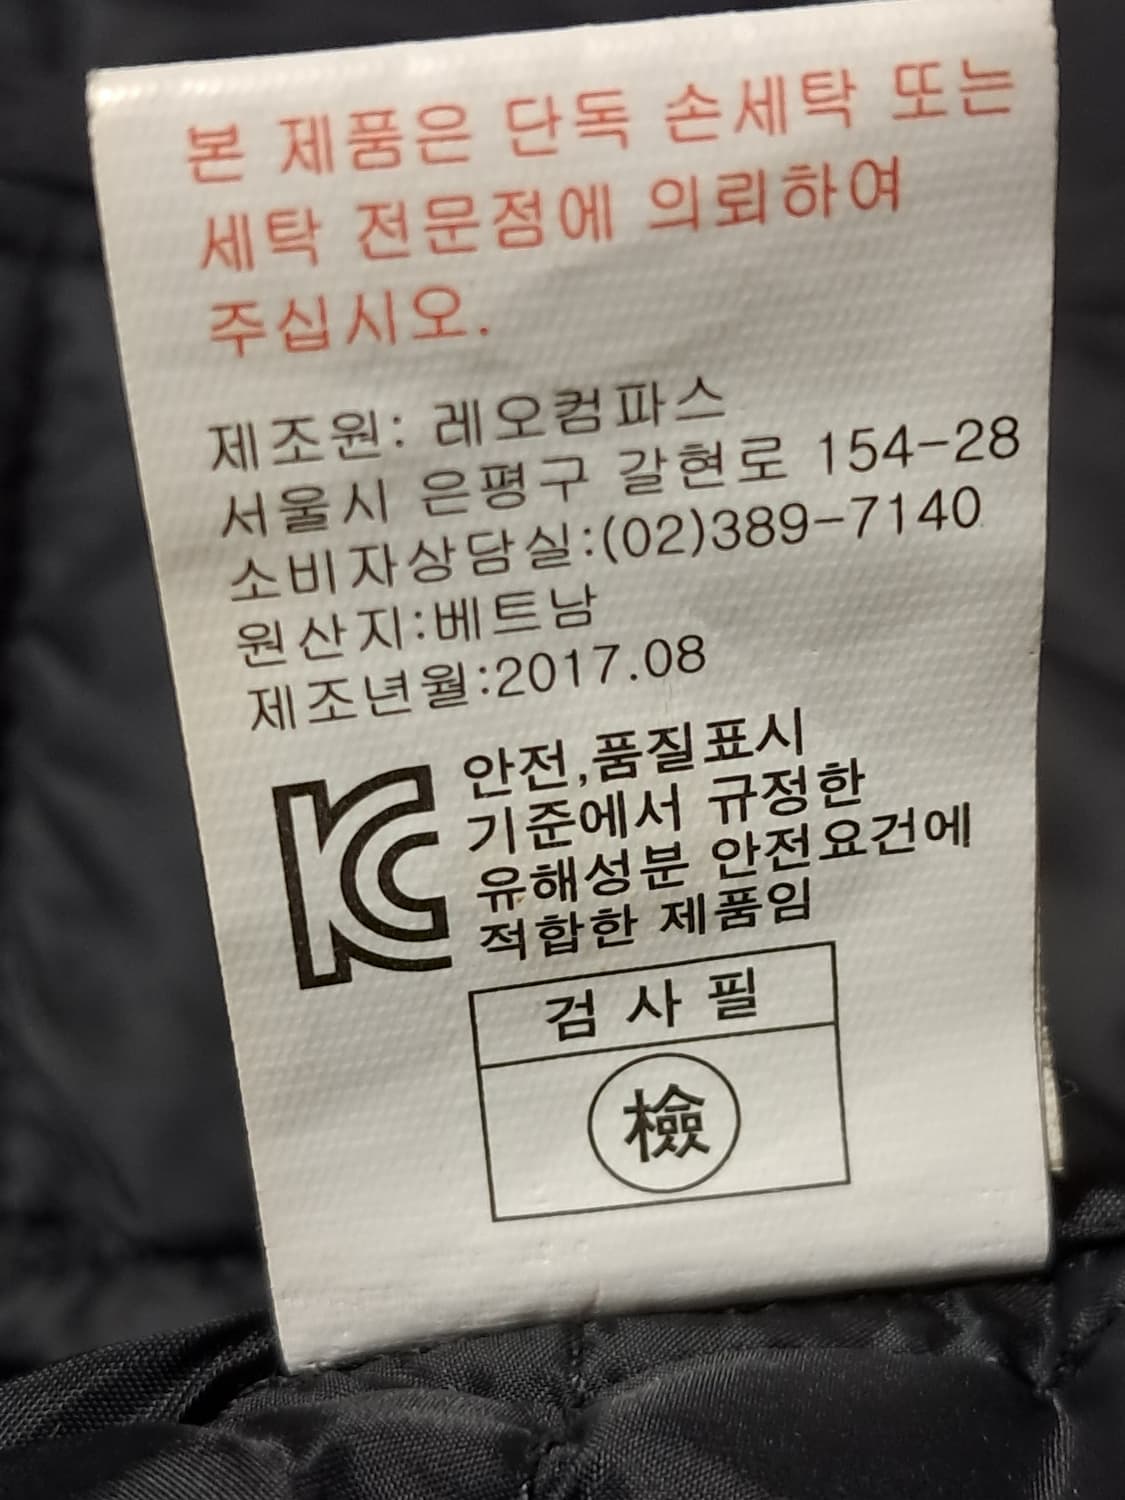 본 제품은 단독 손세탁 또는
세탁 전문점에 의뢰하여
주십시오.
제조원: 레오컴파스
서울시 은평구 갈현로 154-28
소비자상담실:(02)389-7140
원산지:베트남
제조년월:2017.08
KC
안전,품질표시
기준에서 규정한
유해성분 안전요건에
적합한 제품임
검 사 필
檢